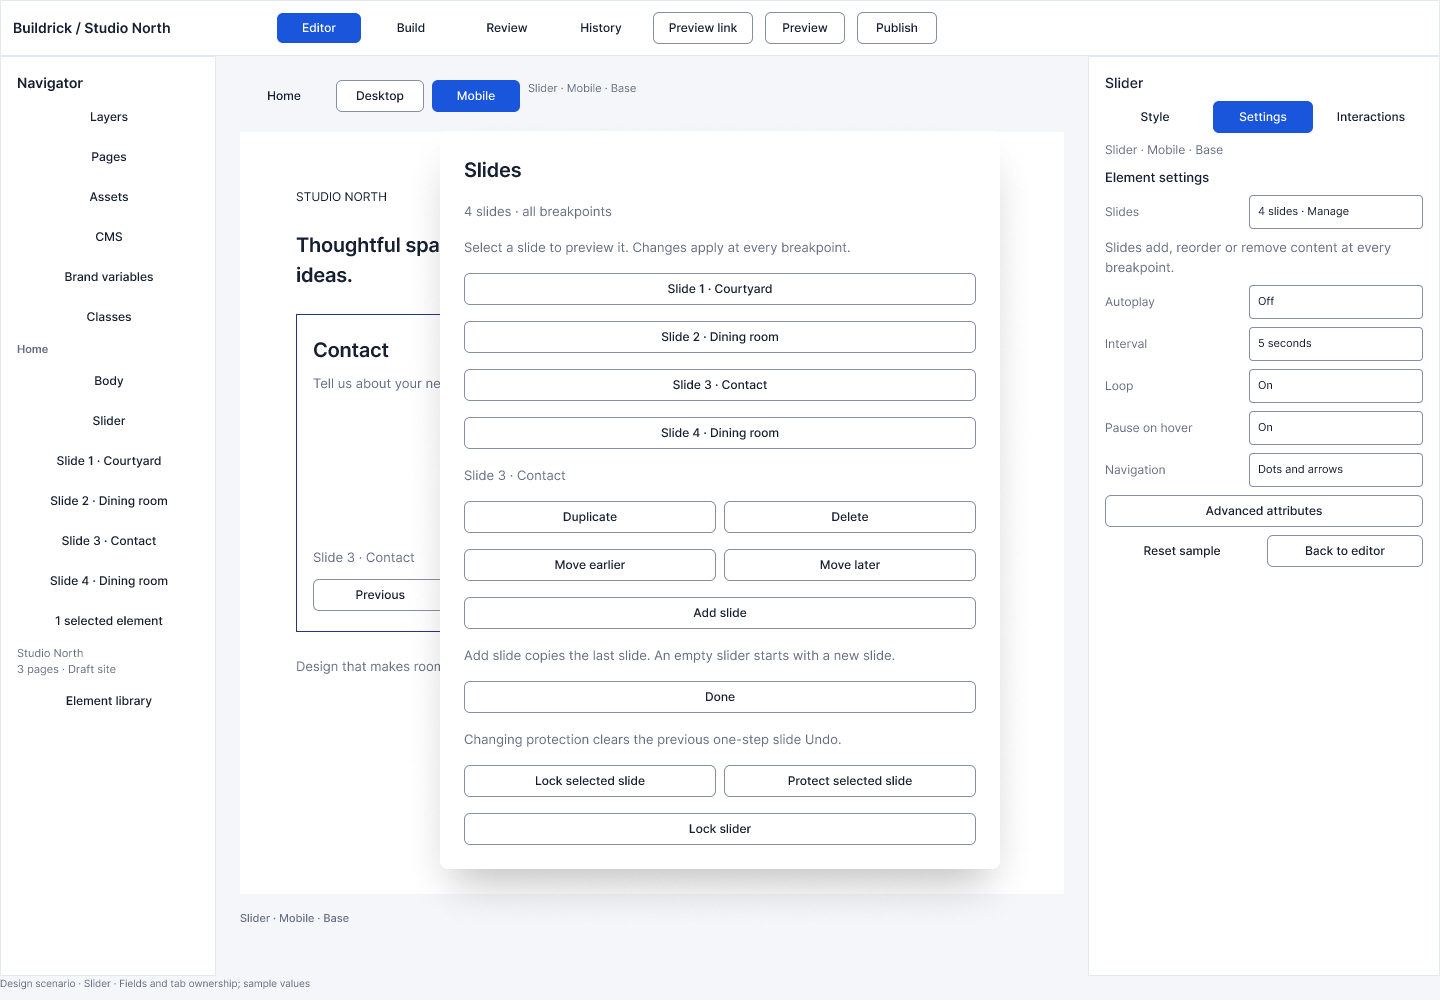 Buildrick / Studio North
Editor
Build
Review
History
Preview link
Preview
Publish
Navigator
Layers
Pages
Assets
CMS
Brand variables
Classes
Home
Body
Slider
Slide 1 · Courtyard
Slide 2 · Dining room
Slide 3 · Contact
Slide 4 · Dining room
1 selected element
Studio North
3 pages · Draft site
Element library
Home
Desktop
Mobile
Slider · Mobile · Base
STUDIO NORTH
Thoughtful spa
ideas.
Contact
Tell us about your ne
Slide 3 · Contact
Previous
Design that makes room
Slides
4 slides · all breakpoints
Select a slide to preview it. Changes apply at every breakpoint.
Slide 1 · Courtyard
Slide 2 · Dining room
Slide 3 · Contact
Slide 4 · Dining room
Slide 3 · Contact
Duplicate
Delete
Move earlier
Move later
Add slide
Add slide copies the last slide. An empty slider starts with a new slide.
Done
Changing protection clears the previous one-step slide Undo.
Lock selected slide
Protect selected slide
Lock slider
Slider · Mobile · Base
Slider
Style
Settings
Interactions
Slider · Mobile · Base
Element settings
Slides
4 slides · Manage
Slides add, reorder or remove content at every
breakpoint.
Autoplay
Off
Interval
5 seconds
Loop
On
Pause on hover
On
Navigation
Dots and arrows
Advanced attributes
Reset sample
Back to editor
Design scenario · Slider · Fields and tab ownership; sample values